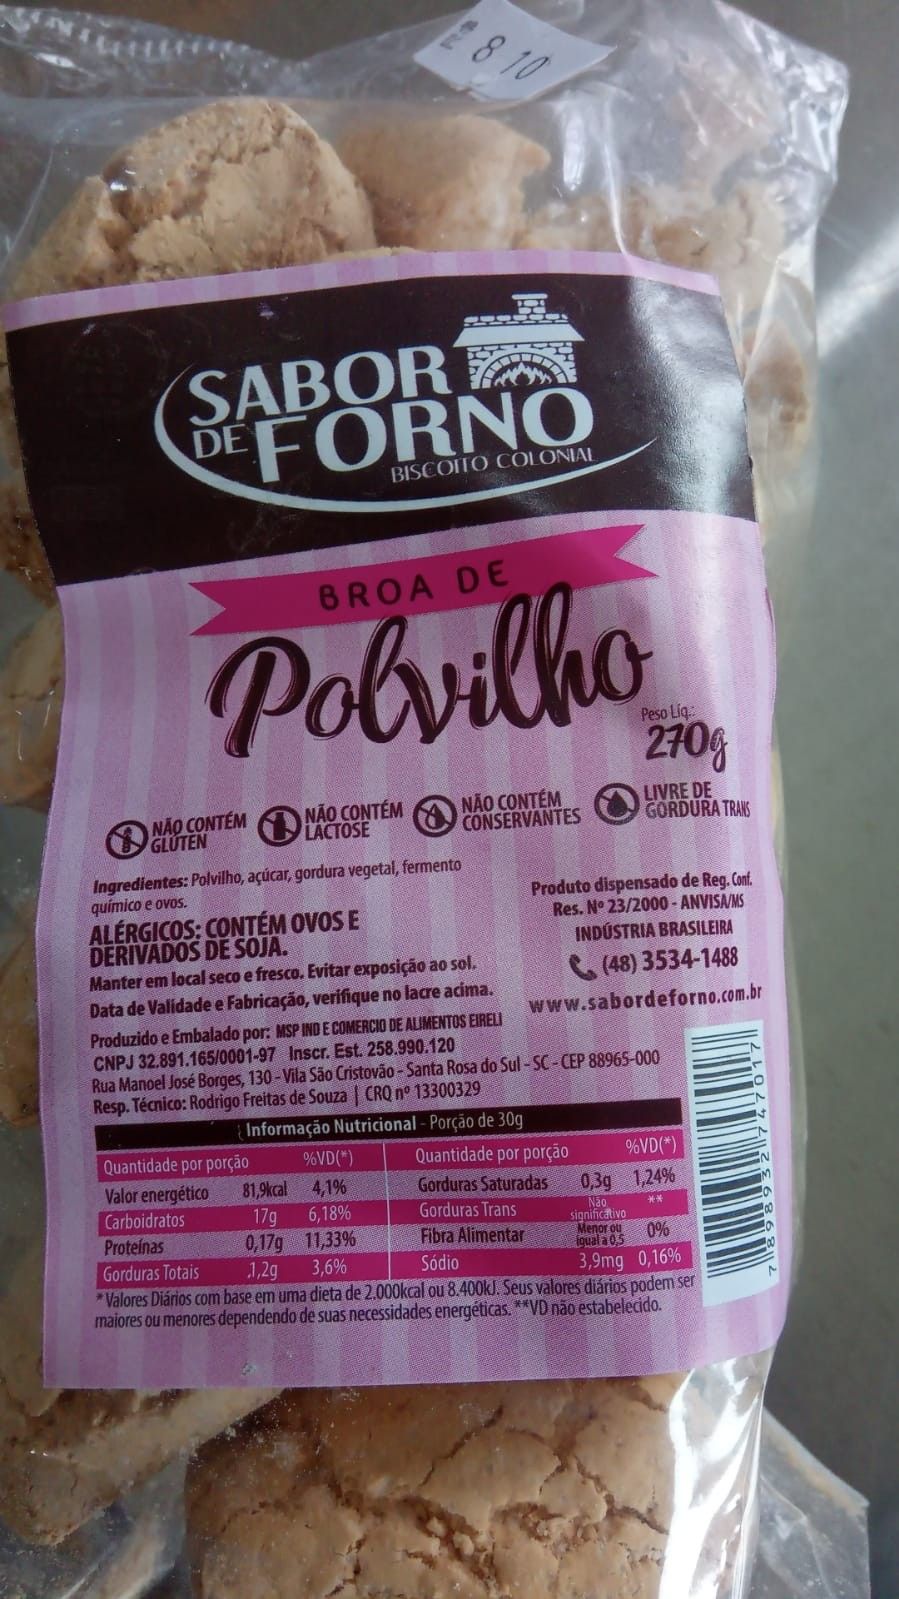 8 10
SABOR
DE FORNO
BISCOITO COLONIAL
BROA DE
Polvilho
Peso Líq.:
270g
NÃO CONTÉM
GLÚTEN
NÃO CONTÉM
LACTOSE
NÃO CONTÉM
CONSERVANTES
LIVRE DE
GORDURA TRANS
Ingredientes: Polvilho, açúcar, gordura vegetal, fermento
químico e ovos.
ALÉRGICOS: CONTÉM OVOS E
DERIVADOS DE SOJA.
Manter em local seco e fresco. Evitar exposição ao sol.
Data de Validade e Fabricação, verifique no lacre acima.
Produto dispensado de Reg. Conf.
Res. Nº 23/2000 - ANVISA/MS
INDÚSTRIA BRASILEIRA
(48) 3534-1488
www.sabordeforno.com.br
Produzido e Embalado por: MSP IND E COMERCIO DE ALIMENTOS EIRELI
CNPJ 32.891.165/0001-97 Inscr. Est. 258.990.120
Rua Manoel José Borges, 130 - Vila São Cristovão - Santa Rosa do Sul - SC - CEP 88965-000
Resp. Técnico: Rodrigo Freitas de Souza | CRQ nº 13300329
Informação Nutricional - Porção de 30g
Quantidade por porção %VD(*)
Valor energético 81,9kcal 4,1%
Carboidratos 17g 6,18%
Proteínas 0,17g 11,33%
Gorduras Totais 1,2g 3,6%
Quantidade por porção %VD(*)
Gorduras Saturadas 0,3g 1,24%
Gorduras Trans Não significativo **
Fibra Alimentar Menor ou igual a 0,5 0%
Sódio 3,9mg 0,16%
* Valores Diários com base em uma dieta de 2.000kcal ou 8.400kJ. Seus valores diários podem ser
maiores ou menores dependendo de suas necessidades energéticas. **VD não estabelecido.
7 898932 747017